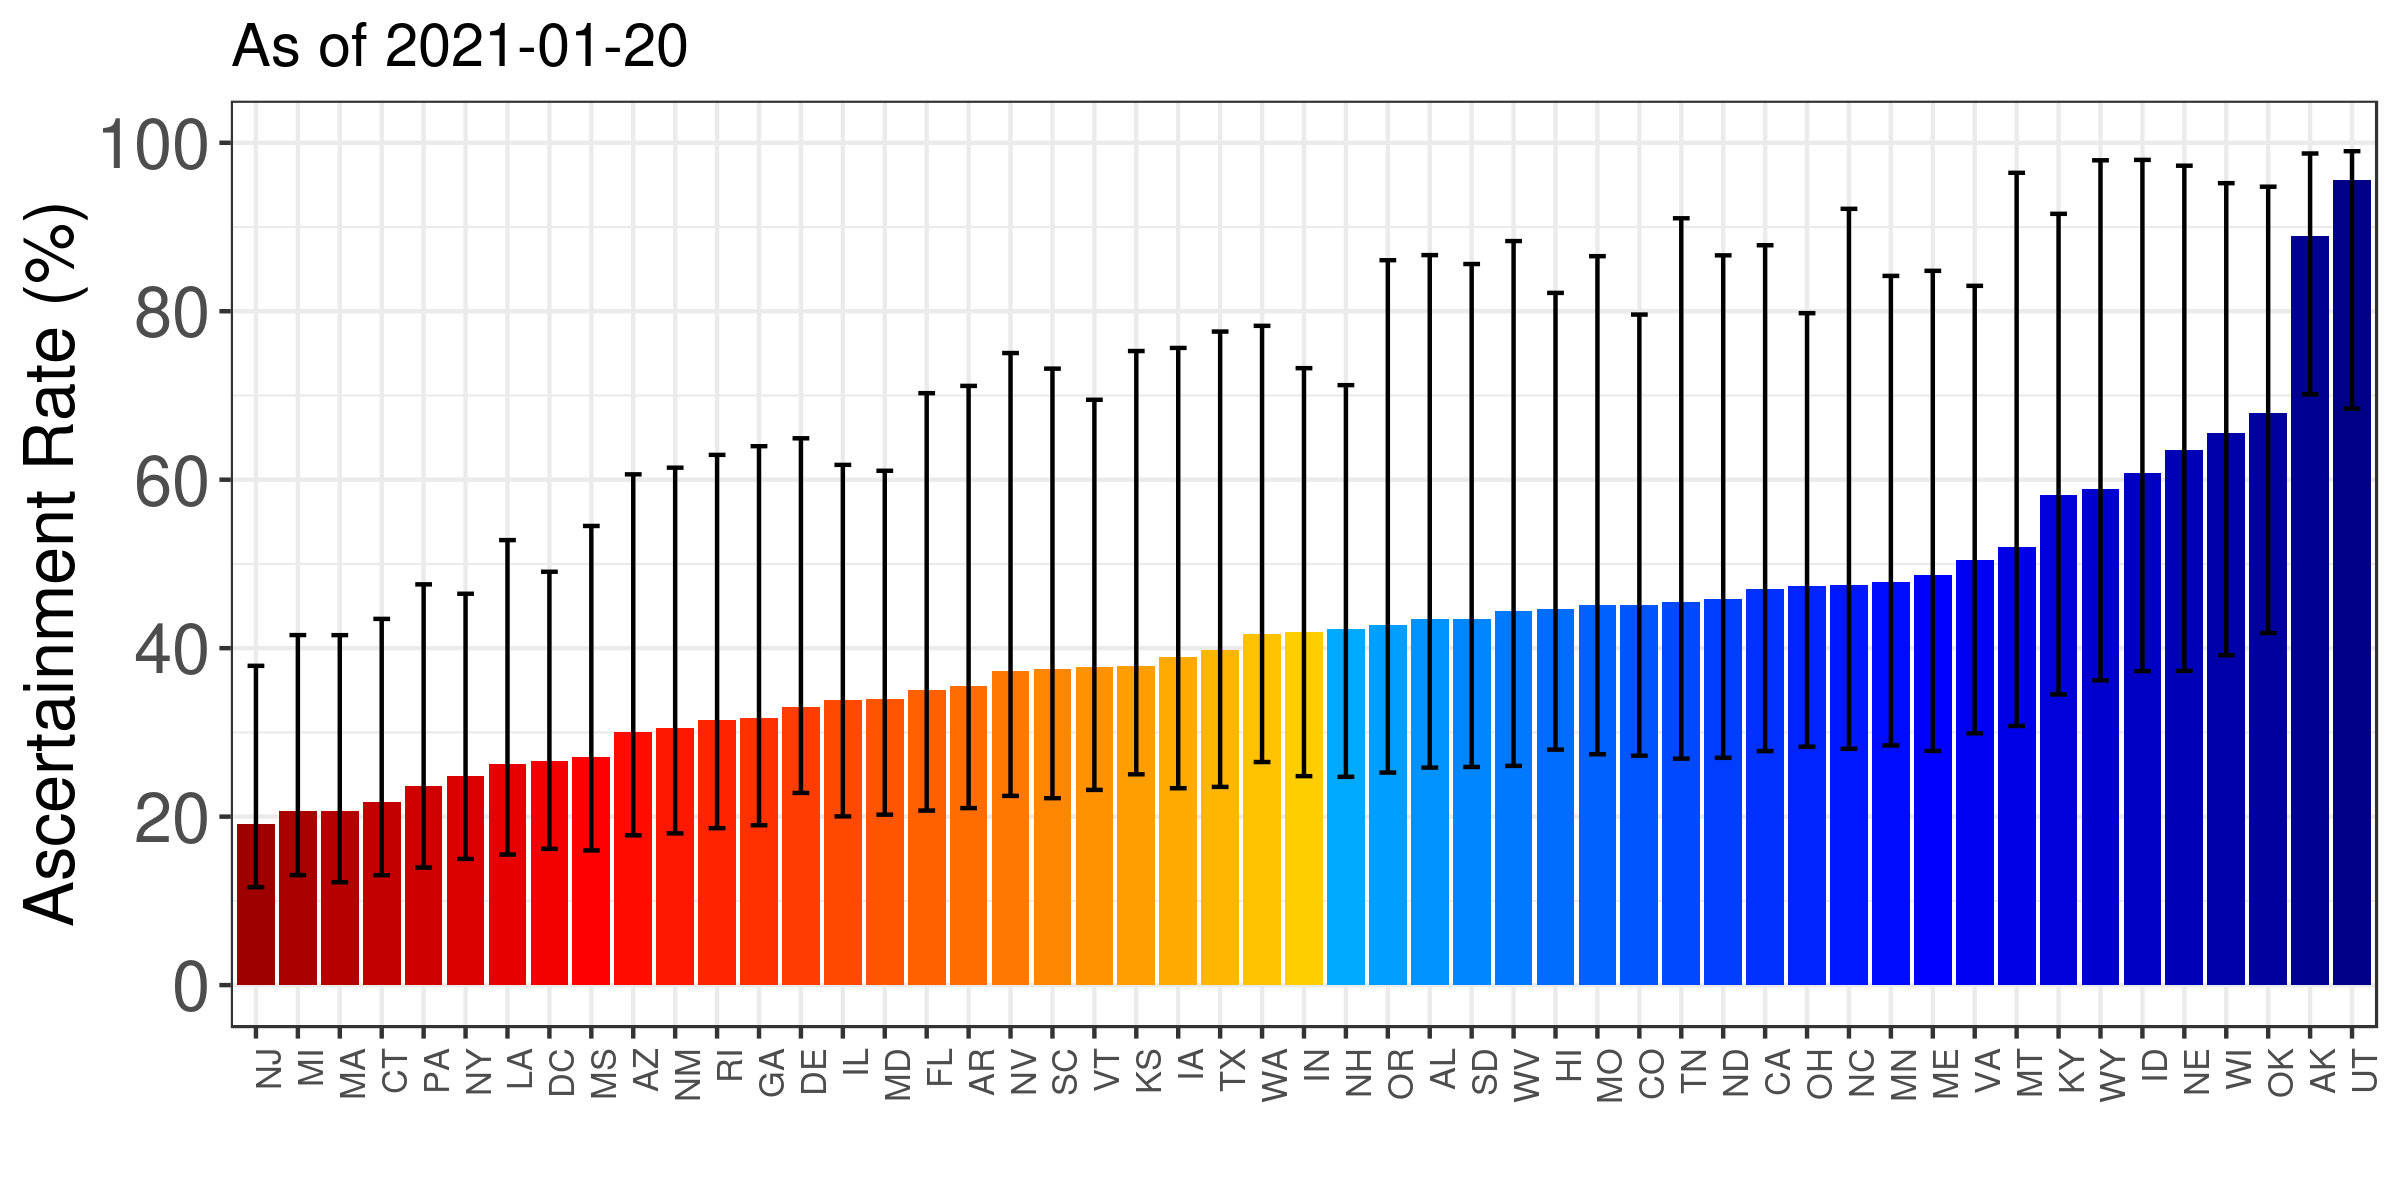 As of 2021-01-20
Ascertainment Rate (%)
100
80
60
40
20
0
NJ MI MA CT PA NY LA DC MS AZ NM RI GA DE IL MD FL AR NV SC VT KS IA TX WA IN NH OR AL SD WV HI MO CO TN ND CA OH NC MN ME VA MT KY WY ID NE WI OK AK UT